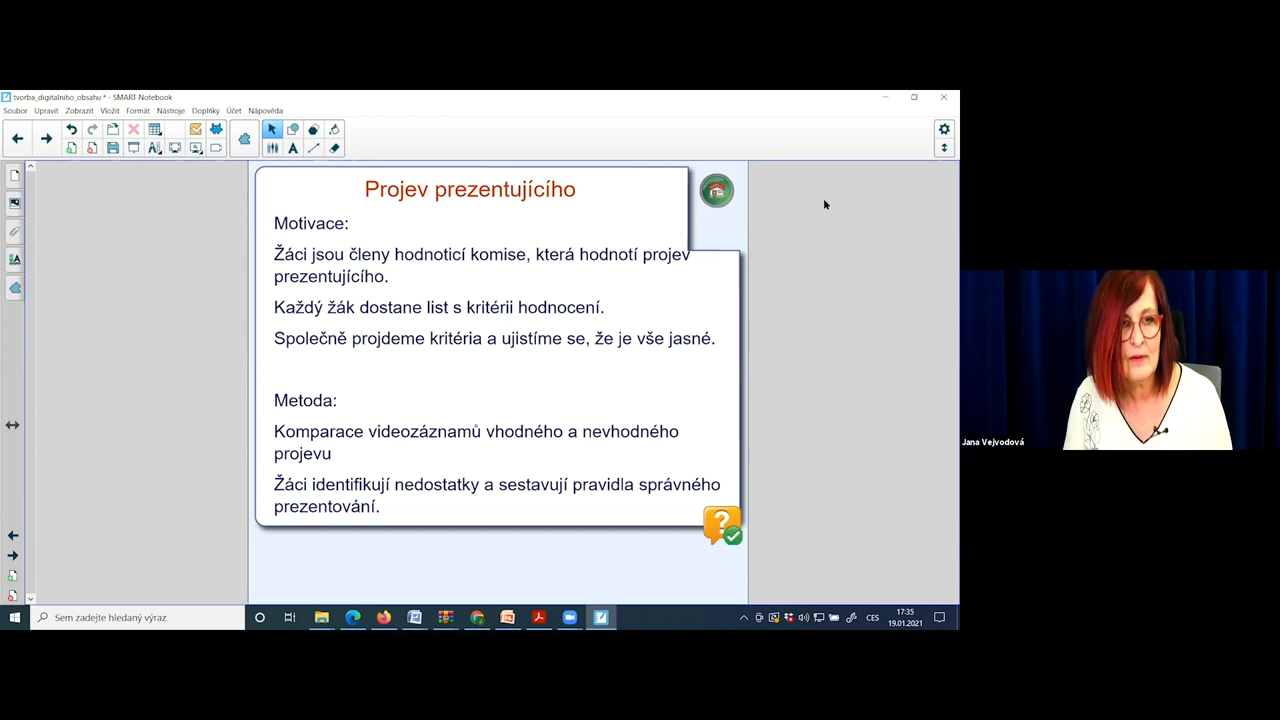 tvorba_digitalniho_obsahu * - SMART Notebook
Soubor Upravit Zobrazit Vložit Formát Nástroje Doplňky Účet Nápověda
Projev prezentujícího
Motivace:
Žáci jsou členy hodnoticí komise, která hodnotí projev
prezentujícího.
Každý žák dostane list s kritérii hodnocení.
Společně projdeme kritéria a ujistíme se, že je vše jasné.
Metoda:
Komparace videozáznamů vhodného a nevhodného
projevu
Žáci identifikují nedostatky a sestavují pravidla správného
prezentování.
Jana Vejvodová
Sem zadejte hledaný výraz
CES
17:35
19.01.2021